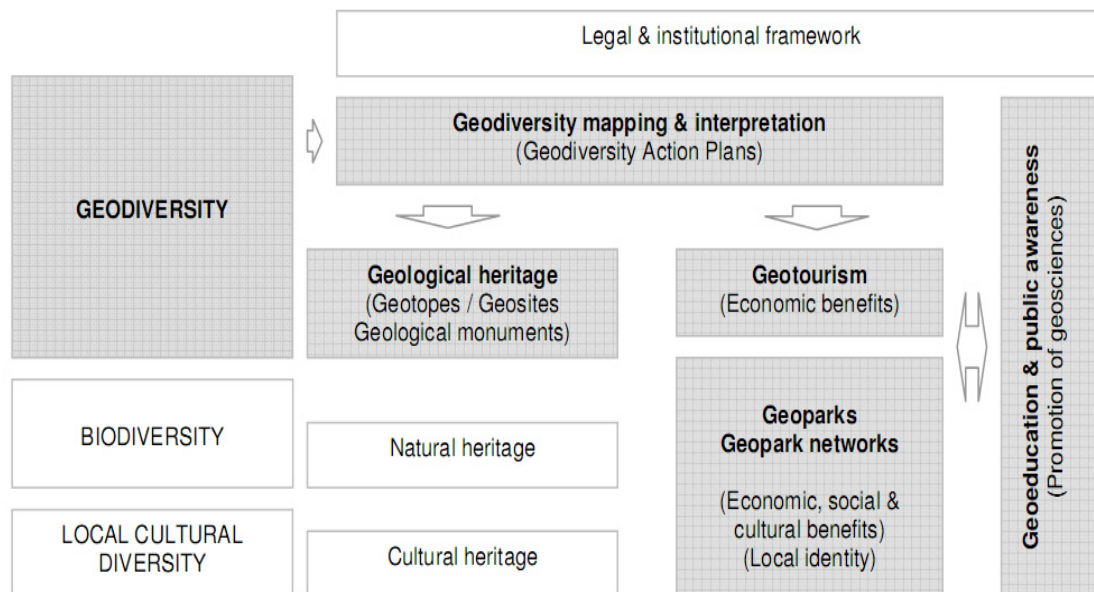 Legal & institutional framework
Geodiversity mapping & interpretation
(Geodiversity Action Plans)
GEODIVERSITY
Geological heritage
(Geotopes / Geosites
Geological monuments)
Geotourism
(Economic benefits)
Geoeducation & public awareness
(Promotion of geosciences)
BIODIVERSITY
Natural heritage
Geoparks
Geopark networks
(Economic, social &
cultural benefits)
(Local identity)
LOCAL CULTURAL
DIVERSITY
Cultural heritage